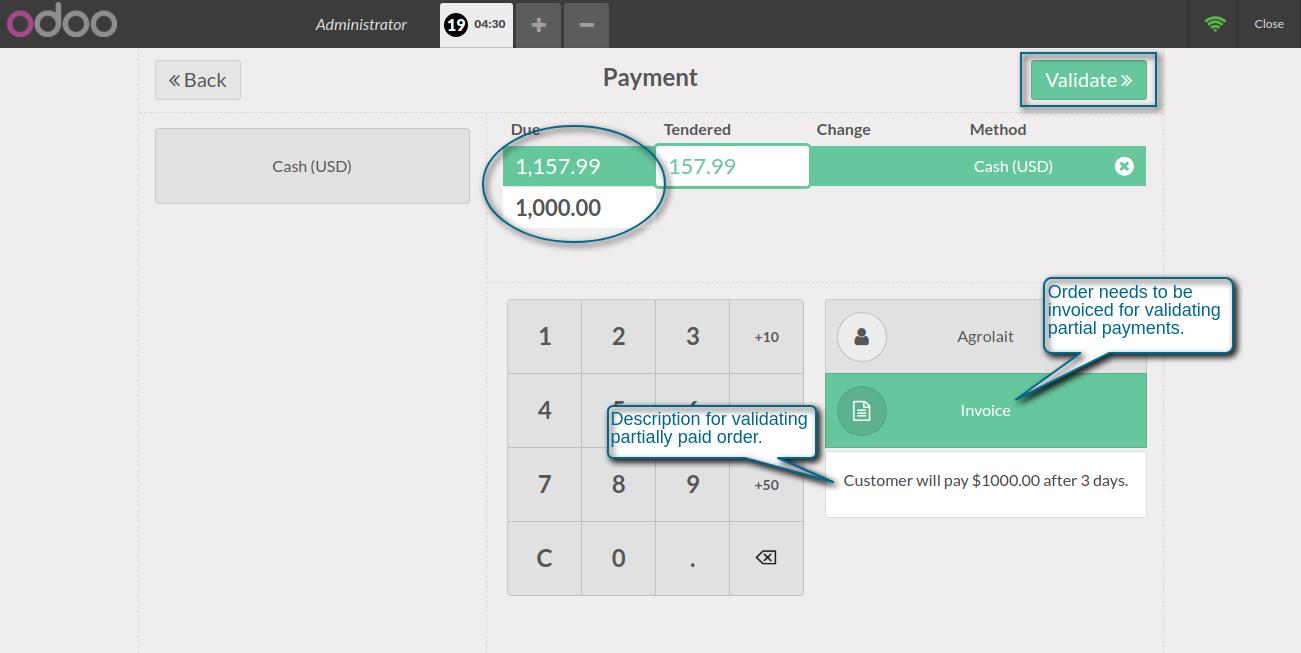 odoo
Administrator
19 04:30
+
−
Close
« Back
Payment
Validate »
Cash (USD)
Due Tendered Change Method
1,157.99 157.99 Cash (USD)
1,000.00
Order needs to be
invoiced for validating
partial payments.
1 2 3 +10
Agrolait
4
Invoice
Description for validating
partially paid order.
7 8 9 +50
Customer will pay $1000.00 after 3 days.
C 0 .